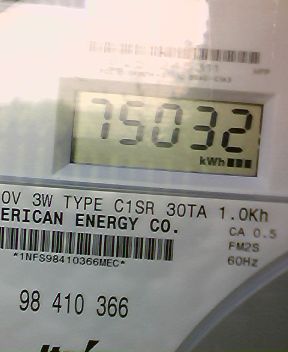 75032
kWh
0V 3W TYPE C1SR 30TA 1.0Kh
ERICAN ENERGY CO.
CA 0.5
FM2S
60Hz
*1NFS98410366MEC*
98 410 366